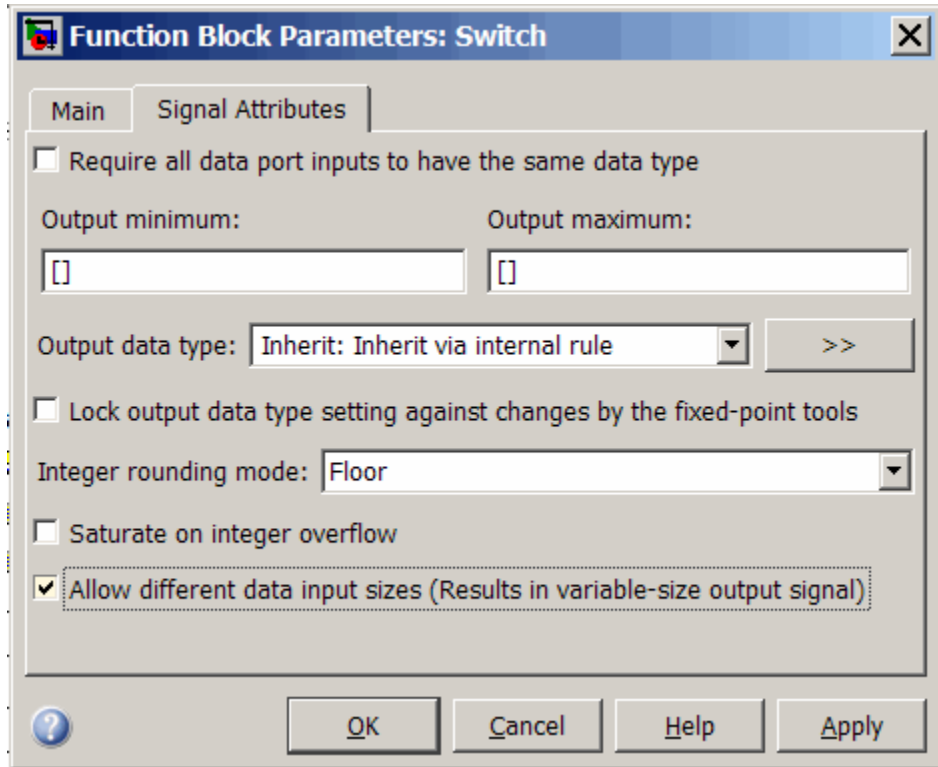 Function Block Parameters: Switch
Main Signal Attributes
Require all data port inputs to have the same data type
Output minimum: Output maximum:
[] []
Output data type: Inherit: Inherit via internal rule >>
Lock output data type setting against changes by the fixed-point tools
Integer rounding mode: Floor
Saturate on integer overflow
Allow different data input sizes (Results in variable-size output signal)
? OK Cancel Help Apply